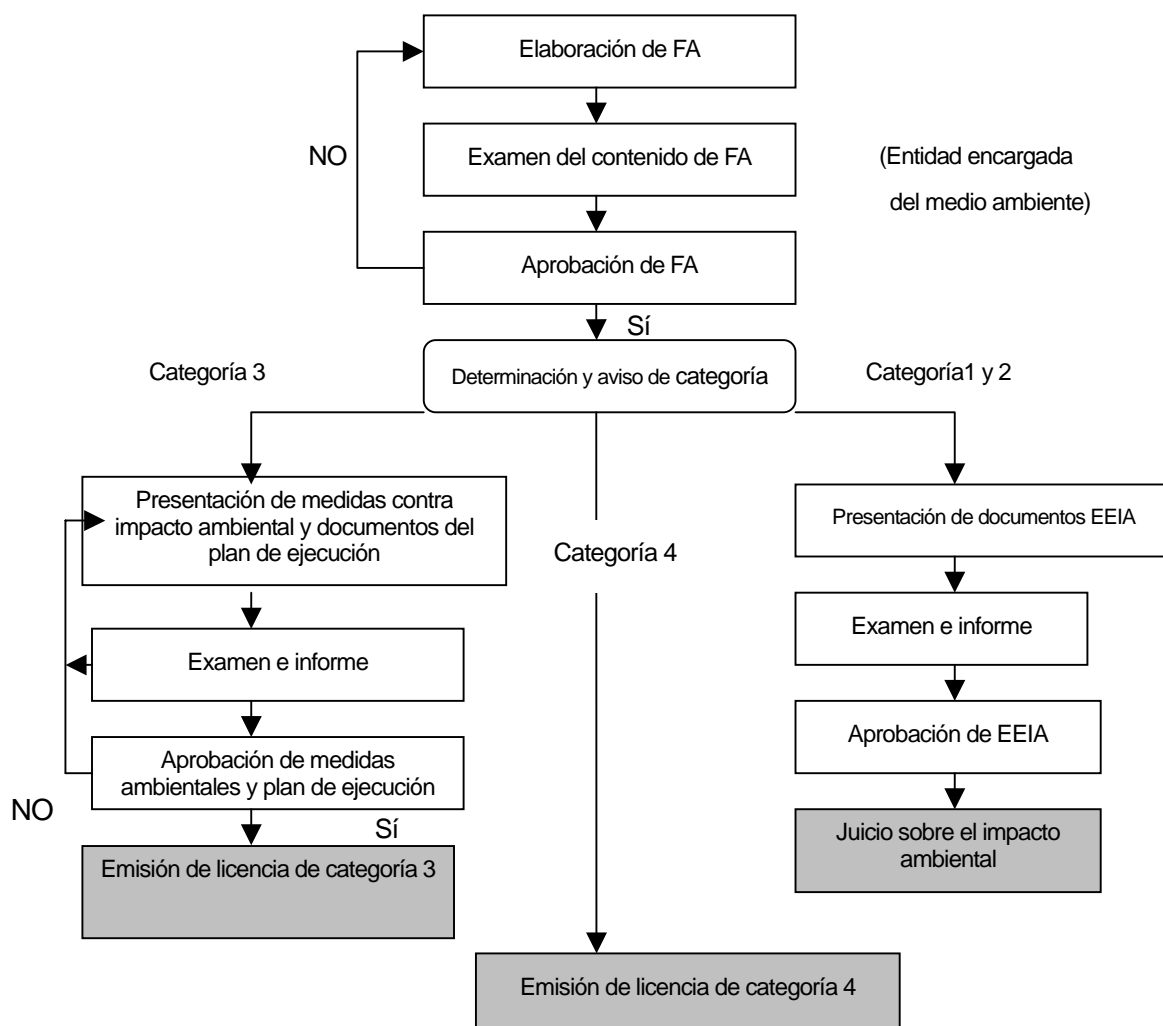 Elaboración de FA
NO
Examen del contenido de FA
(Entidad encargada
del medio ambiente)
Aprobación de FA
Sí
Categoría 3
Determinación y aviso de categoría
Categoría1 y 2
Presentación de medidas contra
impacto ambiental y documentos del
plan de ejecución
Categoría 4
Presentación de documentos EEIA
Examen e informe
Examen e informe
Aprobación de medidas
ambientales y plan de ejecución
Aprobación de EEIA
NO
Sí
Juicio sobre el impacto
ambiental
Emisión de licencia de categoría 3
Emisión de licencia de categoría 4